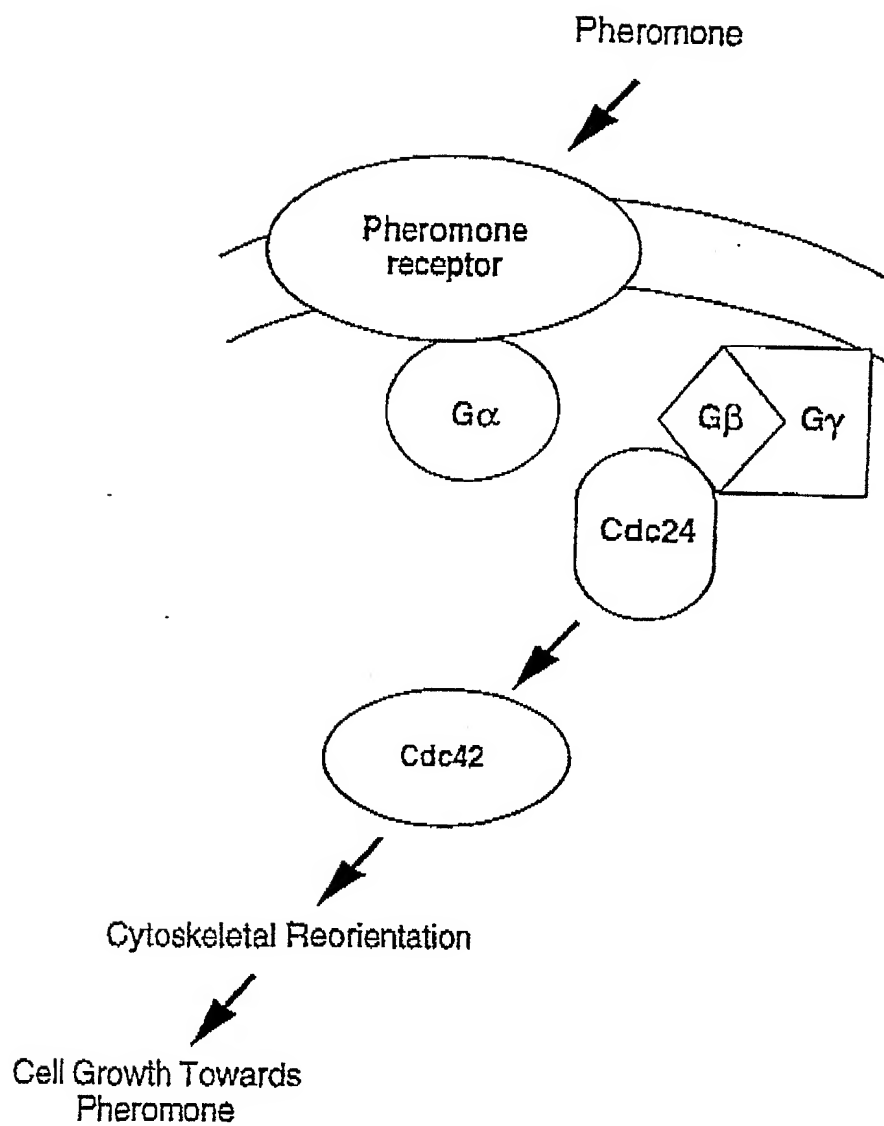 Pheromone
Pheromone
receptor
Gα
Gβ
Gγ
Cdc24
Cdc42
Cytoskeletal Reorientation
Cell Growth Towards
Pheromone